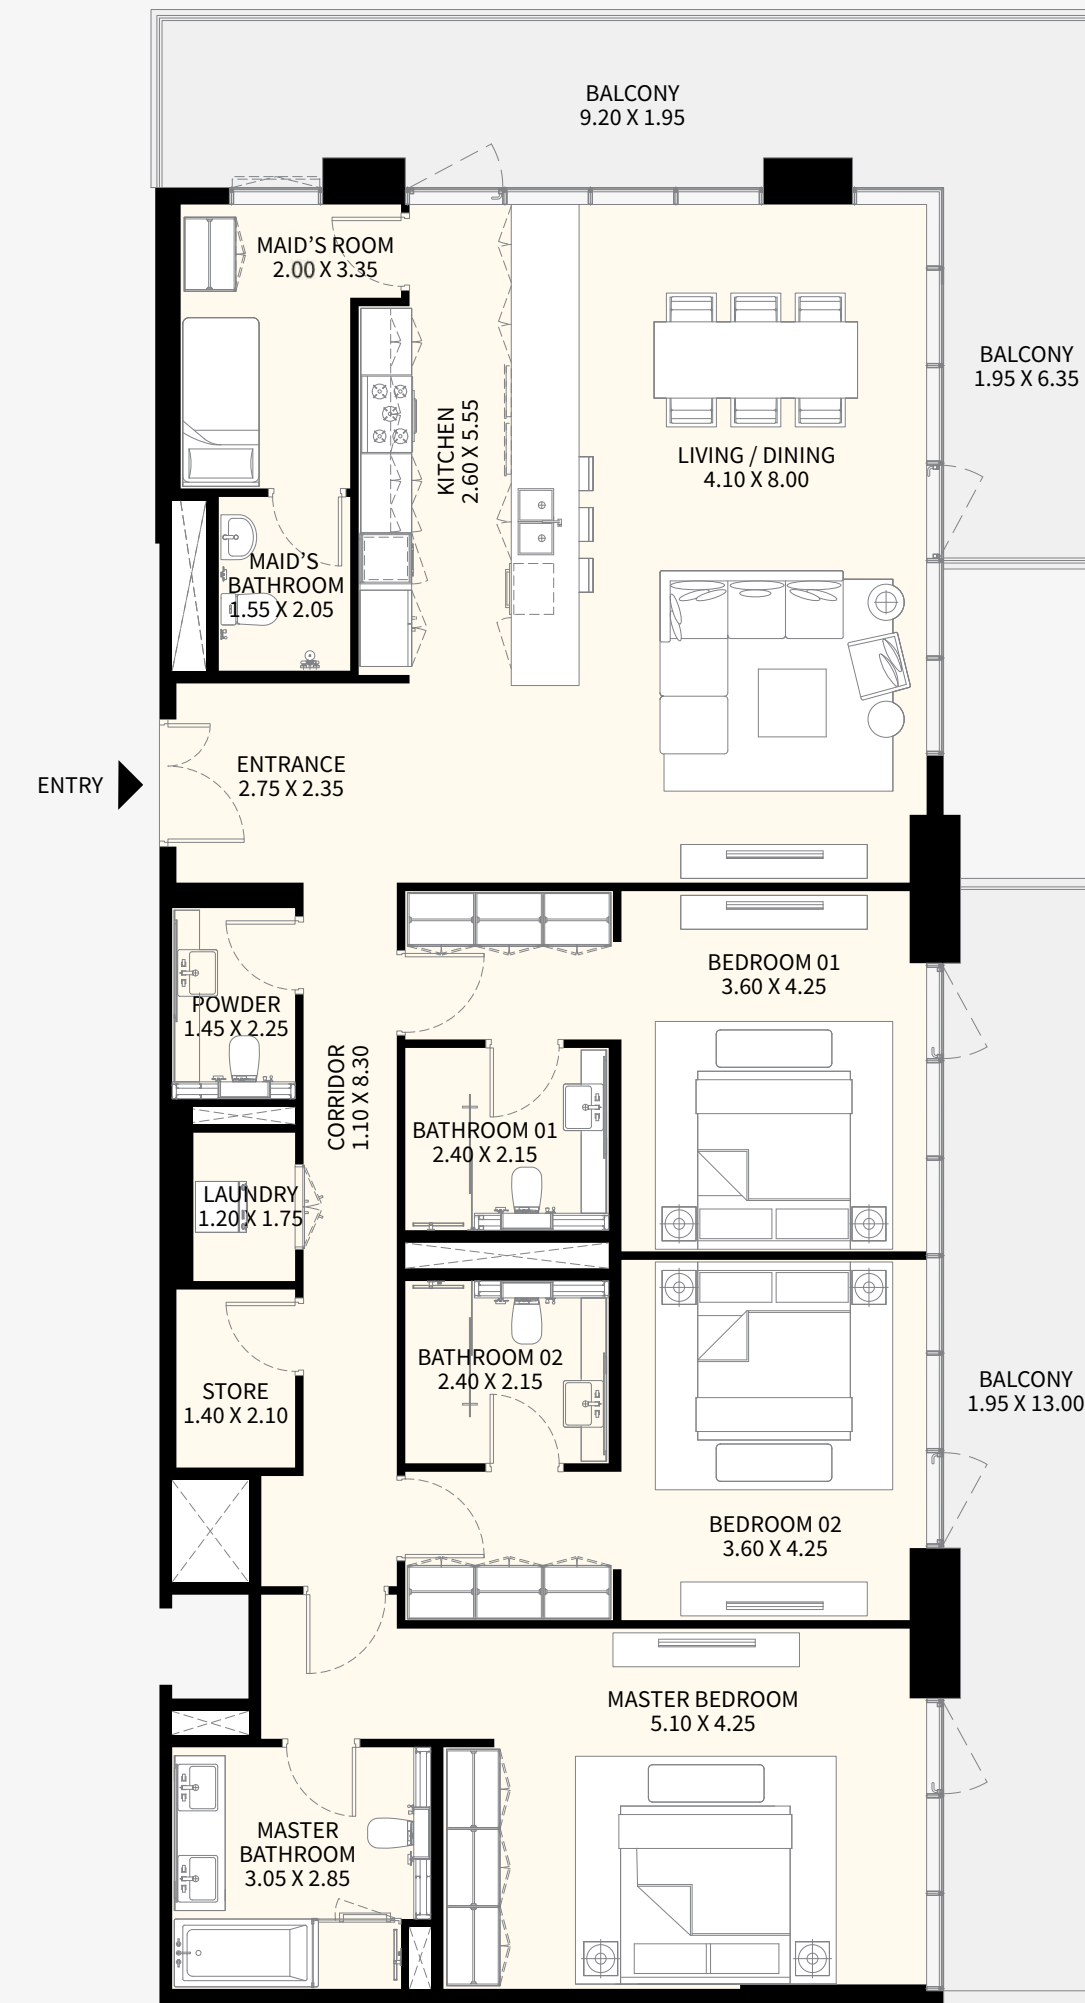 BALCONY
9.20 X 1.95
MAID'S ROOM
2.00 X 3.35
BALCONY
1.95 X 6.35
KITCHEN
2.60 X 5.55
LIVING / DINING
4.10 X 8.00
MAID'S
BATHROOM
1.55 X 2.05
ENTRY
ENTRANCE
2.75 X 2.35
BEDROOM 01
3.60 X 4.25
POWDER
1.45 X 2.25
CORRIDOR
1.10 X 8.30
BATHROOM 01
2.40 X 2.15
LAUNDRY
1.20 X 1.75
BATHROOM 02
2.40 X 2.15
STORE
1.40 X 2.10
BALCONY
1.95 X 13.00
BEDROOM 02
3.60 X 4.25
MASTER BEDROOM
5.10 X 4.25
MASTER
BATHROOM
3.05 X 2.85